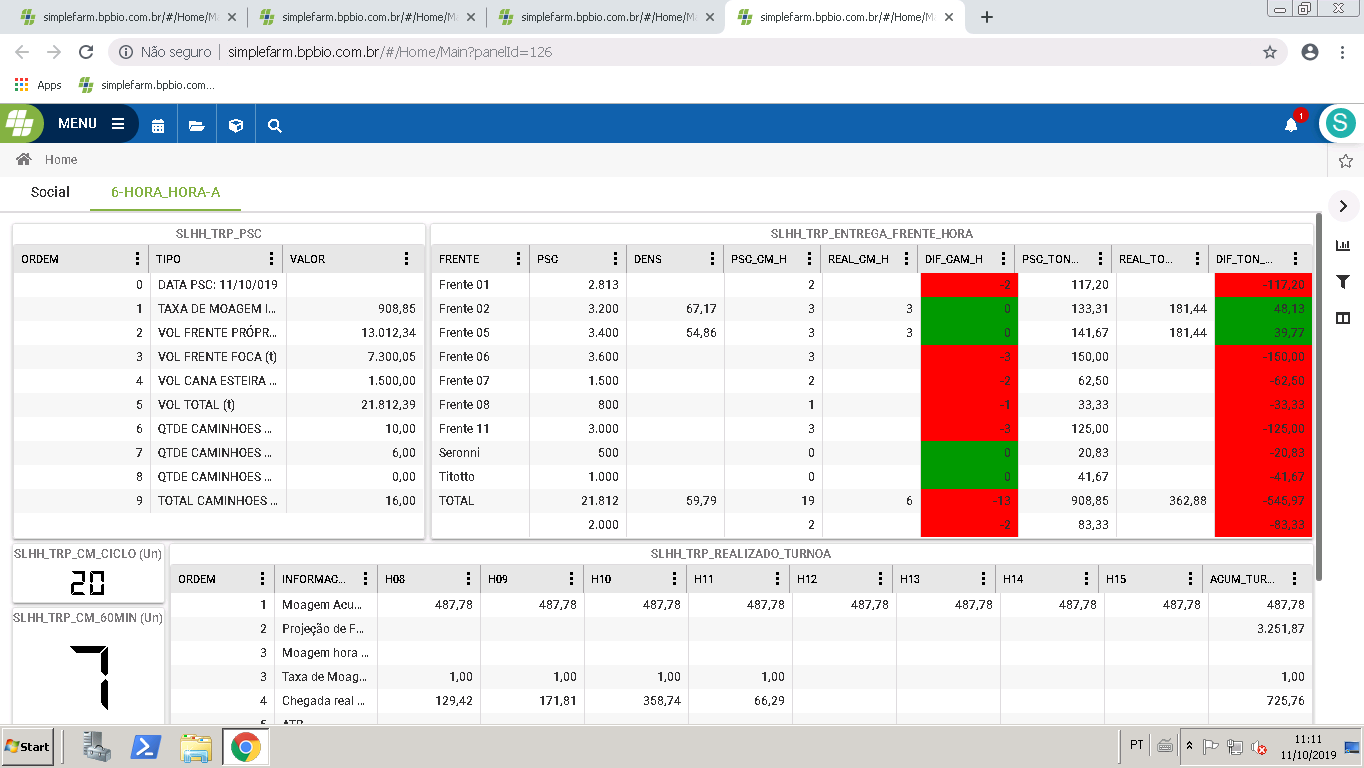 simplefarm.bpbio.com.br/#/Home/M simplefarm.bpbio.com.br/#/Home/M simplefarm.bpbio.com.br/#/Home/M simplefarm.bpbio.com.br/#/Home/M
Não seguro simplefarm.bpbio.com.br/#/Home/Men?panelId=126
Apps simplefarm.bpbio.com...
MENU 1 S
Home
Social 6-HORA_HORA-A
SLHH_TRP_PSC
ORDEM TIPO VALOR
0 DATA PSC: 11/10/019
1 TAXA DE MOAGEM I... 908,85
2 VOL FRENTE PRÓPR... 13.012,34
3 VOL FRENTE FOCA (t) 7.300,05
4 VOL CANA ESTEIRA ... 1.500,00
5 VOL TOTAL (t) 21.812,39
6 QTDE CAMINHOES ... 10,00
7 QTDE CAMINHOES ... 6,00
8 QTDE CAMINHOES ... 0,00
9 TOTAL CAMINHOES ... 16,00
SLHH_TRP_ENTREGA_FRENTE_HORA
FRENTE PSC DENS PSC_CM_H REAL_CM_H DIF_CAM_H PSC_TON... REAL_TO... DIF_TON_...
Frente 01 2.813 2 -2 117,20 -117,20
Frente 02 3.200 67,17 3 3 0 133,31 181,44 48,13
Frente 05 3.400 54,86 3 3 0 141,67 181,44 39,77
Frente 06 3.600 3 -3 150,00 -150,00
Frente 07 1.500 2 -2 62,50 -62,50
Frente 08 800 1 -1 33,33 -33,33
Frente 11 3.000 3 -3 125,00 -125,00
Seronni 500 0 0 20,83 -20,83
Titotto 1.000 0 0 41,67 -41,67
TOTAL 21.812 59,79 19 6 -13 908,85 362,88 -545,97
2.000 2 -2 83,33 -83,33
SLHH_TRP_CM_CICLO (Un)
20
SLHH_TRP_CM_60MIN (Un)
7
SLHH_TRP_REALIZADO_TURNOA
ORDEM INFORMAC... H08 H09 H10 H11 H12 H13 H14 H15 ACUM_TUR...
1 Moagem Acu... 487,78 487,78 487,78 487,78 487,78 487,78 487,78 487,78 487,78
2 Projeção de F... 3.251,87
3 Moagem hora ...
3 Taxa de Moag... 1,00 1,00 1,00 1,00 1,00
4 Chegada real ... 129,42 171,81 358,74 66,29 725,76
5 ATR
Start PT 11:11
11/10/2019